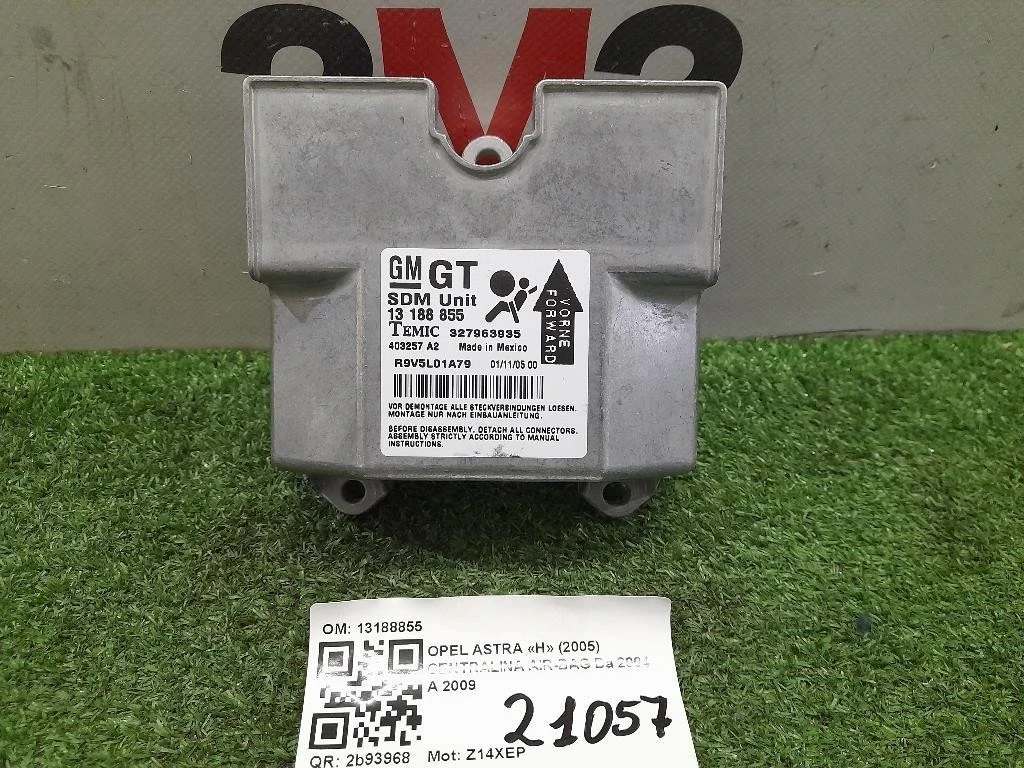 GM GT
SDM Unit
13 188 855
TEMIC 327963935
403257 A2 Made in Mexico
R9V5L01A79 01/11/05 00
VORNE
FORWARD
VOR DEMONTAGE ALLE STECKVERBINDUNGEN LOESEN.
MONTAGE NUR NACH EINBAUANLEITUNG.
BEFORE DISASSEMBLY, DETACH ALL CONNECTORS.
ASSEMBLY STRICTLY ACCORDING TO MANUAL
INSTRUCTIONS.
OM: 13188855
OPEL ASTRA «H» (2005)
CENTRALINA AIR-BAG Da 2004
A 2009
21057
QR: 2b93968 Mot: Z14XEP